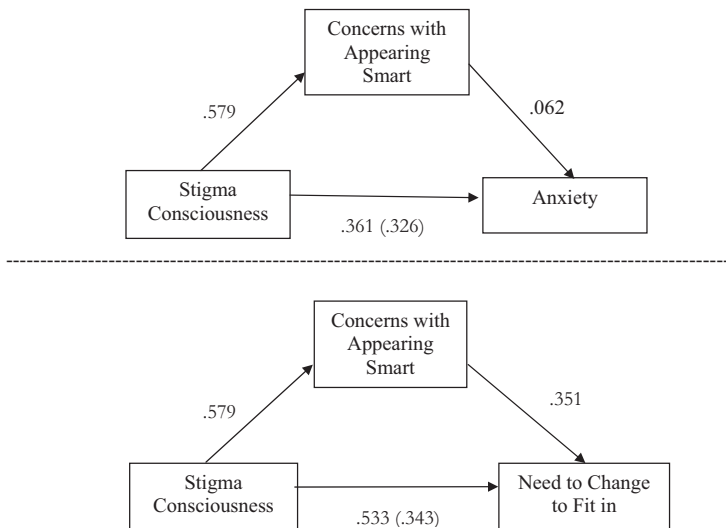 Concerns with
Appearing
Smart
.579
.062
Stigma
Consciousness
Anxiety
.361 (.326)
Concerns with
Appearing
Smart
.579
.351
Stigma
Consciousness
Need to Change
to Fit in
.533 (.343)